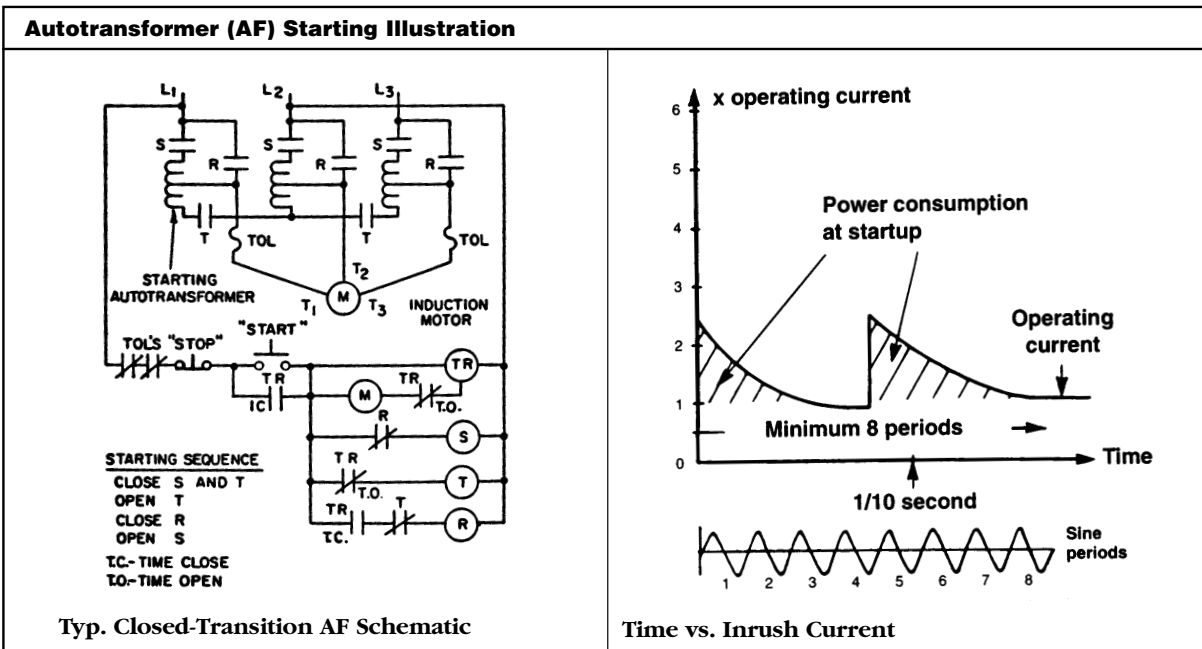 Autotransformer (AF) Starting Illustration
L1 L2 L3
S R S R S R
T T
TOL TOL
STARTING
AUTOTRANSFORMER
T1 M T2 T3
INDUCTION
MOTOR
TOL'S "STOP" "START"
TR
TR
IC
M
TR
T.O.
R
S
TR
T.O.
T
TR
T.C.
T
R
STARTING SEQUENCE
CLOSE S AND T
OPEN T
CLOSE R
OPEN S
T.C.-TIME CLOSE
T.O.-TIME OPEN
Typ. Closed-Transition AF Schematic
x operating current
6
5
4
3
2
1
0
Power consumption
at startup
Operating
current
Minimum 8 periods
Time
1/10 second
Sine
periods
1 2 3 4 5 6 7 8
Time vs. Inrush Current